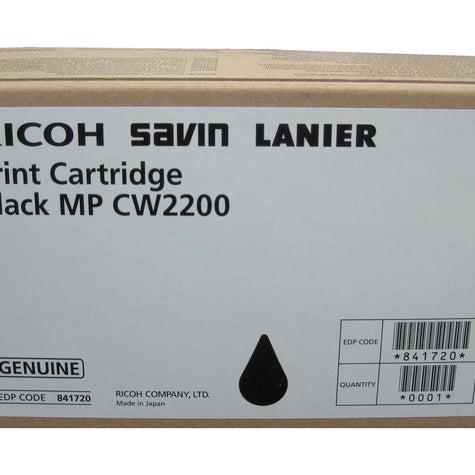 RICOH SAVIN LANIER
rint Cartridge
lack MP CW2200
GENUINE
EDP CODE 841720
RICOH COMPANY, LTD.
Made in Japan
EDP CODE *841720*
QUANTITY *0001*